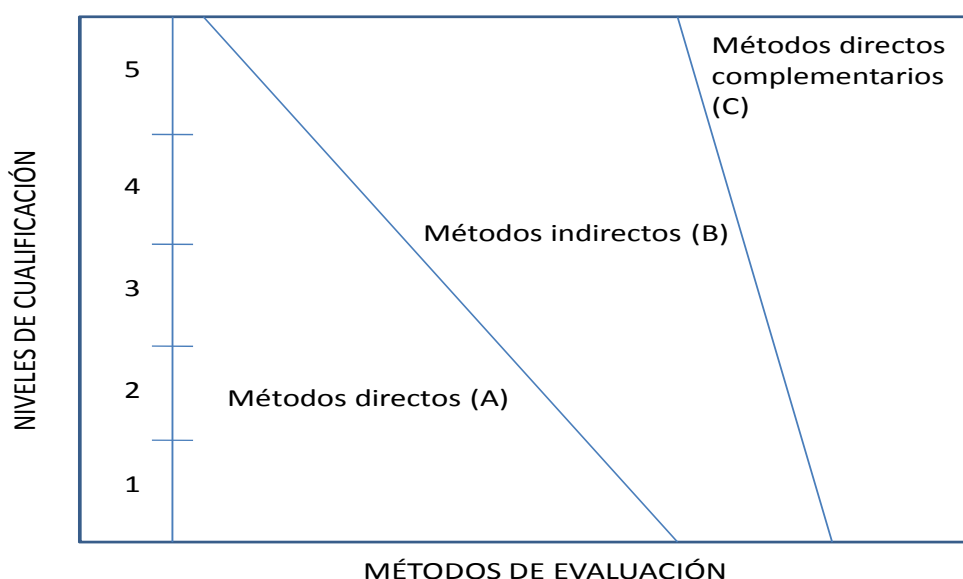 NIVELES DE CUALIFICACIÓN
5
4
3
2
1
Métodos directos
complementarios
(C)
Métodos indirectos (B)
Métodos directos (A)
MÉTODOS DE EVALUACIÓN